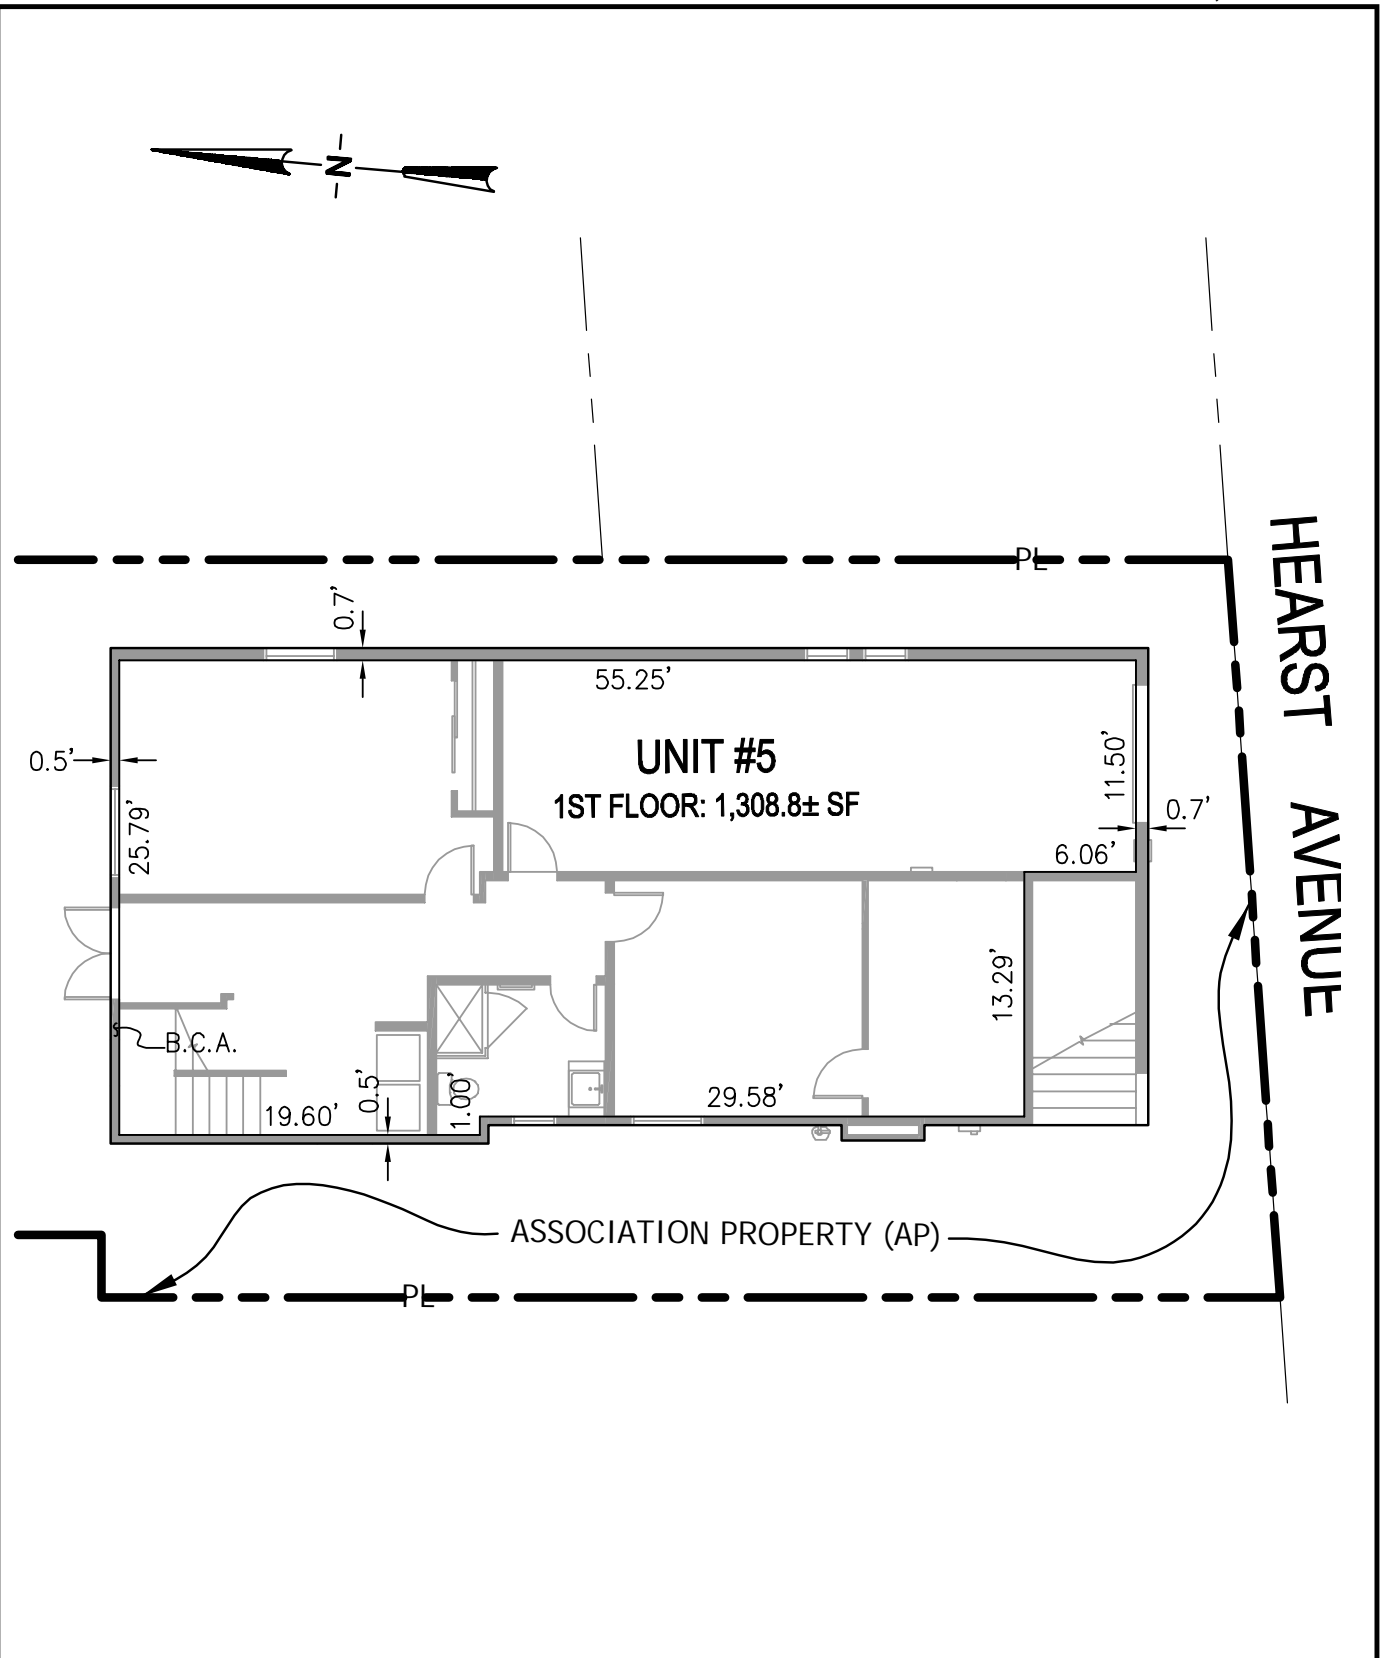 N
PL
HEARST AVENUE
0.7'
55.25'
UNIT #5
1ST FLOOR: 1,308.8± SF
0.5'
25.79'
11.50'
0.7'
6.06'
13.29'
B.C.A.
19.60'
0.5'
1.00'
29.58'
ASSOCIATION PROPERTY (AP)
PL